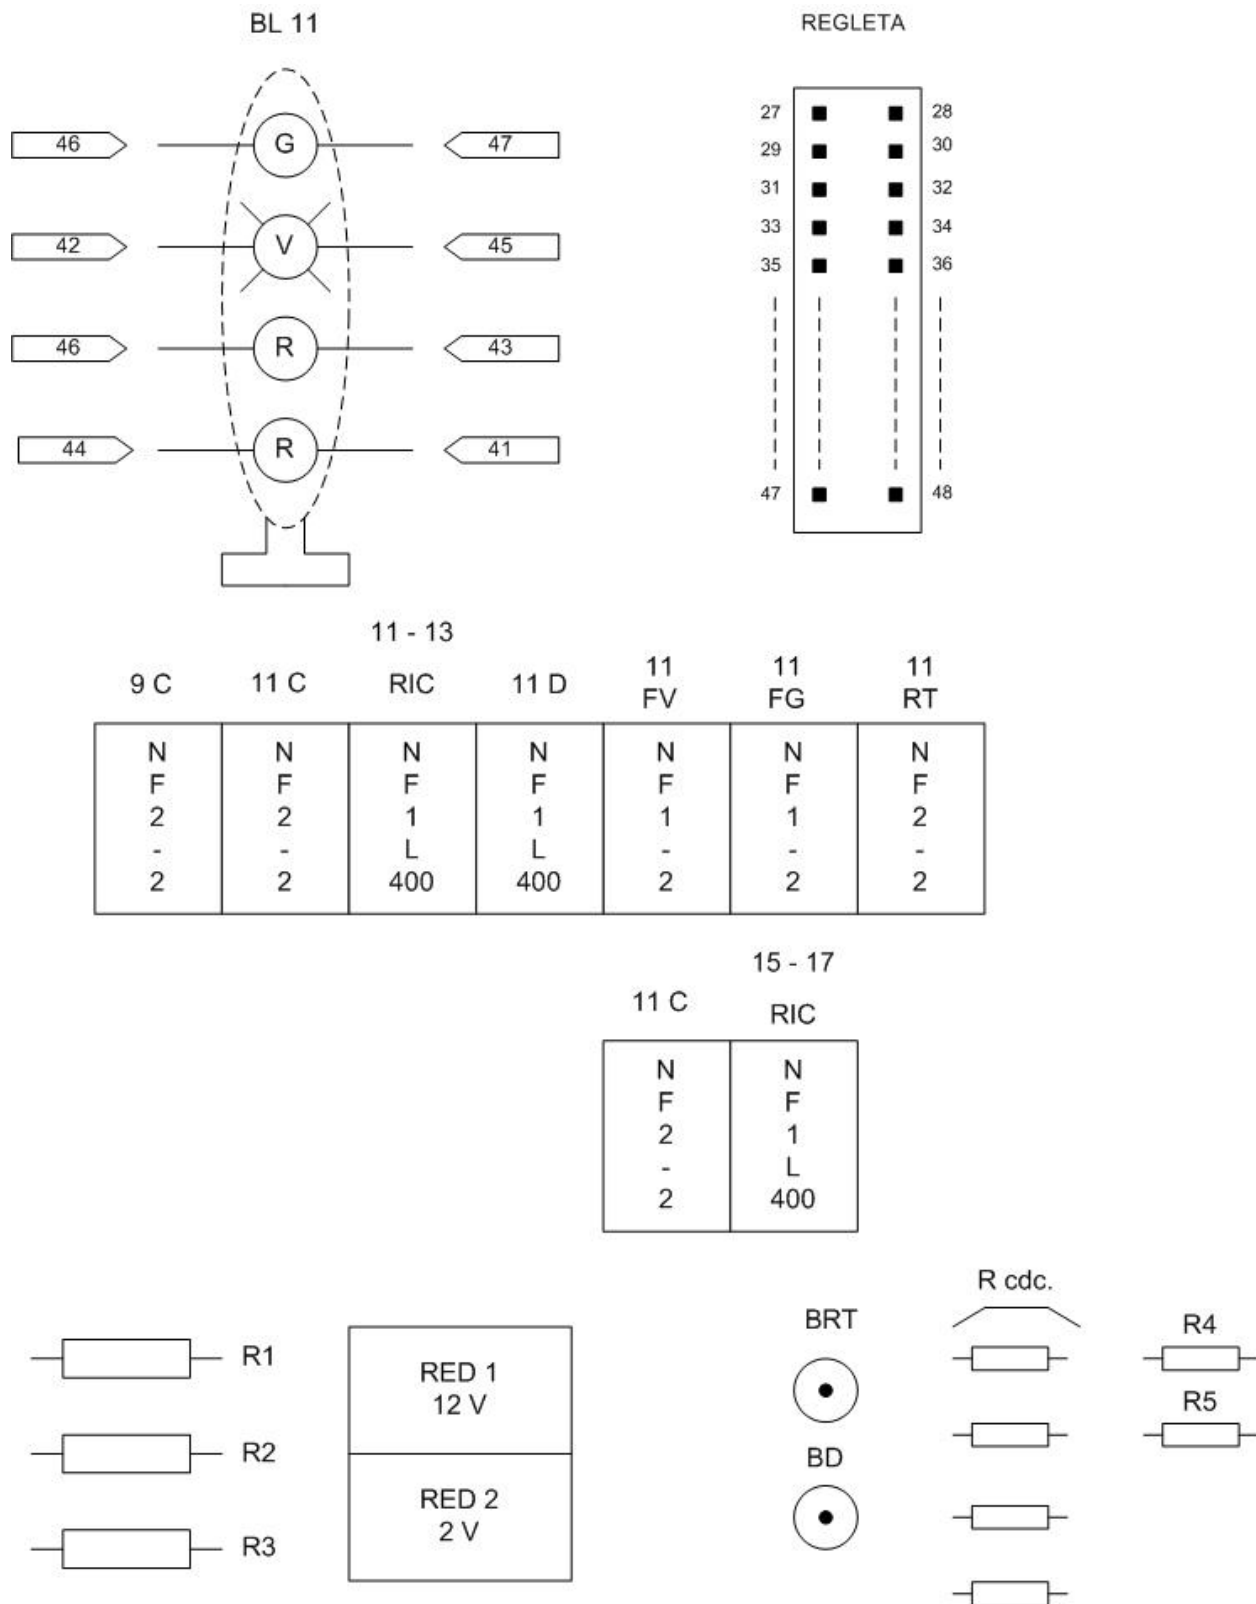 BL 11
REGLETA
46 G 47
42 V 45
46 R 43
44 R 41
27 28
29 30
31 32
33 34
35 36
47 48
11 - 13
9 C 11 C RIC 11 D 11 FV 11 FG 11 RT
N N N N N N N
F F F F F F F
2 2 1 1 1 1 2
- - L L - - -
2 2 400 400 2 2 2
15 - 17
11 C RIC
N N
F F
2 1
- L
2 400
R cdc.
BRT R4
R1 RED 1
12 V
R5
R2 BD
RED 2
2 V
R3